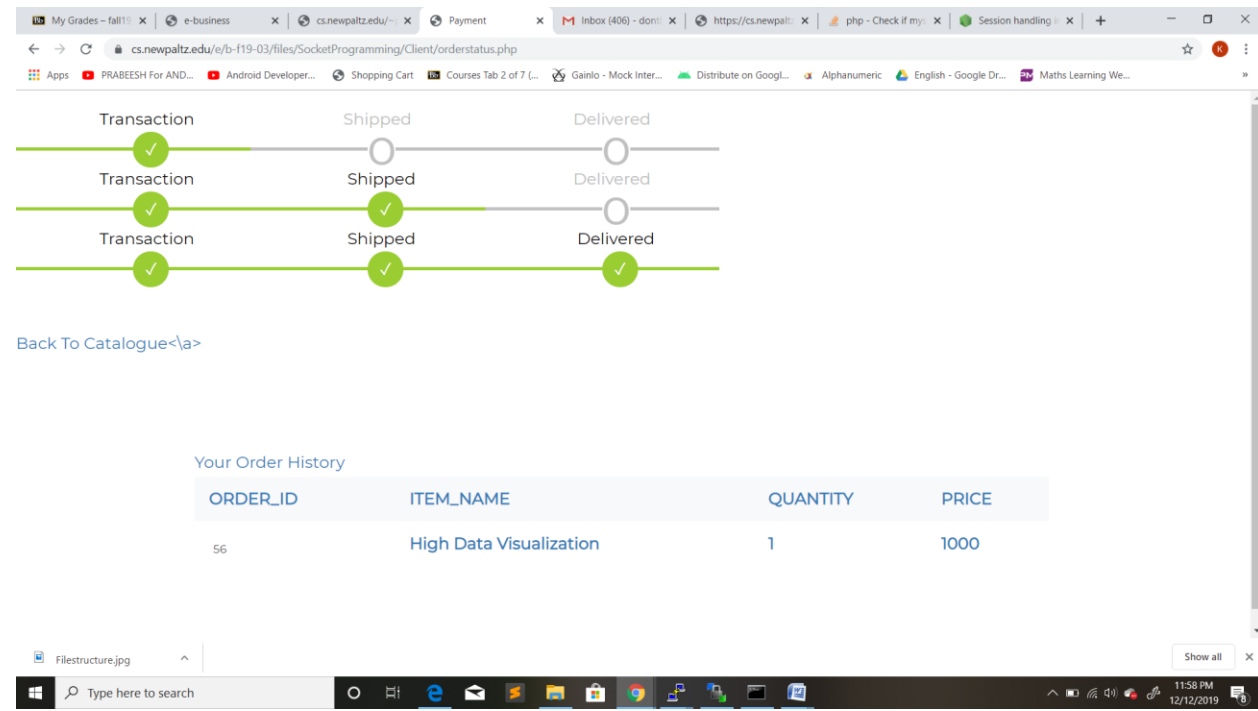 My Grades – fall19
e-business
cs.newpaltz.edu/~
Payment
Inbox (406) - dont
https://cs.newpalt
php - Check if mys
Session handling i
cs.newpaltz.edu/e/b-f19-03/files/SocketProgramming/Client/orderstatus.php
K
Apps
PRABEESH For AND...
Android Developer...
Shopping Cart
Courses Tab 2 of 7 (...
Gainlo - Mock Inter...
Distribute on Googl...
Alphanumeric
English - Google Dr...
Maths Learning We...
»
Transaction Shipped Delivered
Transaction Shipped Delivered
Transaction Shipped Delivered
Back To Catalogue<\a>
Your Order History
ORDER_ID ITEM_NAME QUANTITY PRICE
56 High Data Visualization 1 1000
Filestructure.jpg
Show all
Type here to search
11:58 PM
12/12/2019